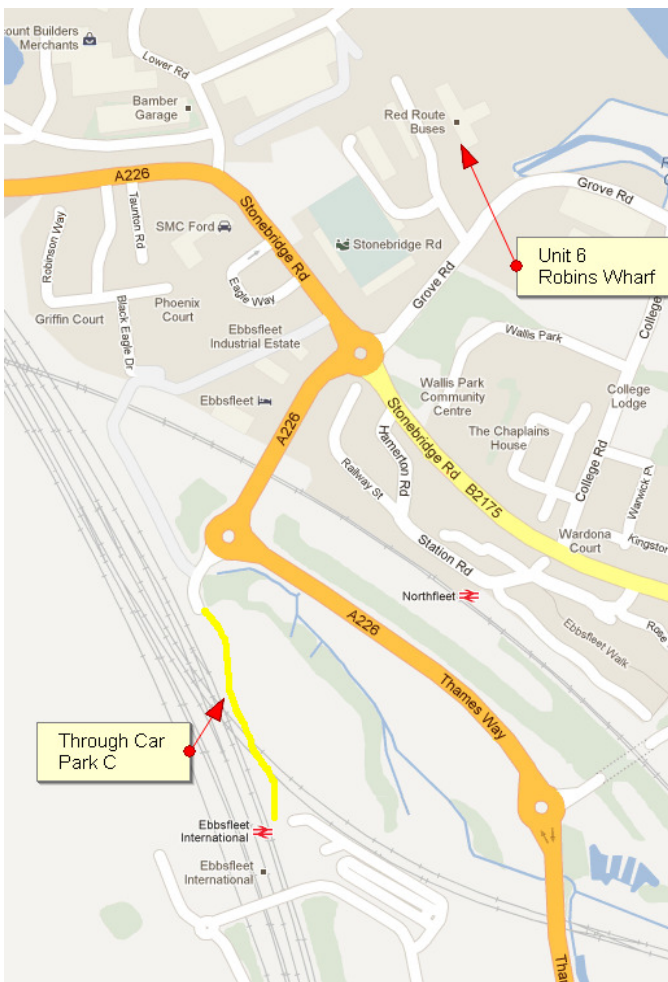 count Builders
Merchants
Lower Rd
Bamber
Garage
Red Route
Buses
A226
Grove Rd
Robinson Way
Taunton Rd
SMC Ford
Stonebridge Rd
Stonebridge Rd
Unit 6
Robins Wharf
Eagle Way
Grove Rd
Griffin Court
Black Eagle Dr
Phoenix
Court
Ebbsfleet
Industrial Estate
Wallis Park
College
Wallis Park
Community
Centre
College
Lodge
Ebbsfleet
A226
Stonebridge Rd
B2175
Hamerton Rd
The Chaplains
House
College Rd
Railway St
Warwick Pl
Station Rd
Wardona
Court
Kingston
Northfleet
A226
Rose
Ebbsfleet Walk
Thames Way
Through Car
Park C
Ebbsfleet
International
Ebbsfleet
International
Tha